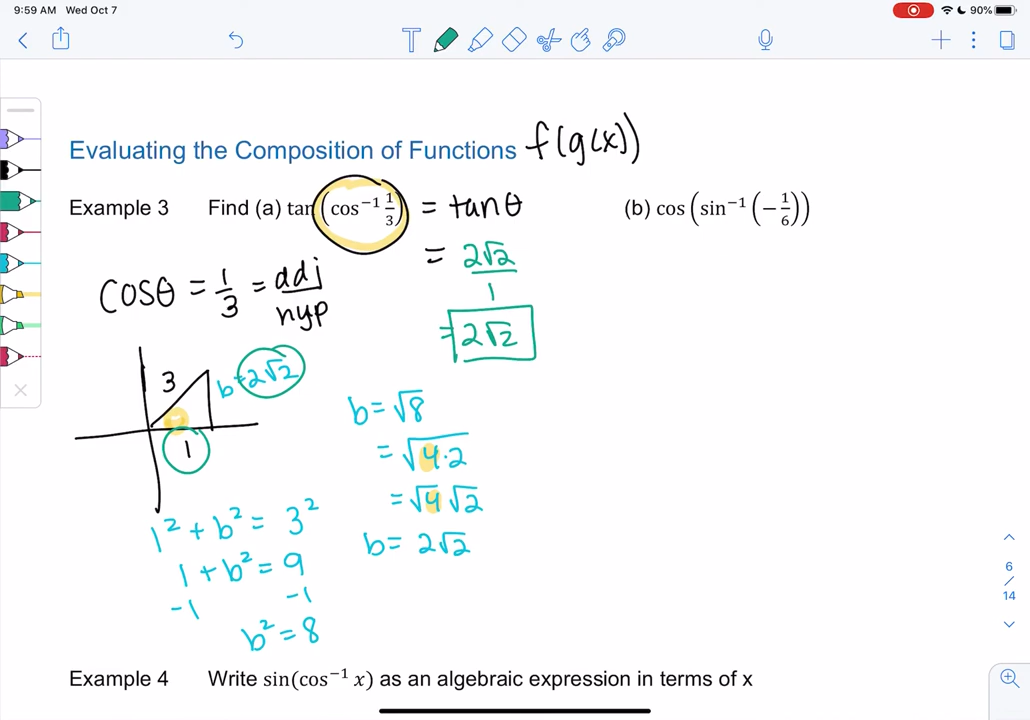 9:59 AM Wed Oct 7
90%
T
Evaluating the Composition of Functions f(g(x))
Example 3 Find (a) tan (cos⁻¹ 1/3) = tanθ
(b) cos (sin⁻¹ (−1/6))
= 2√2/1
= 2√2
cosθ = 1/3 = adj/hyp
3
b=2√2
1
1² + b² = 3²
1 + b² = 9
-1 -1
b² = 8
b = √8
= √4·2
= √4 √2
b = 2√2
6
/
14
Example 4 Write sin(cos⁻¹ x) as an algebraic expression in terms of x